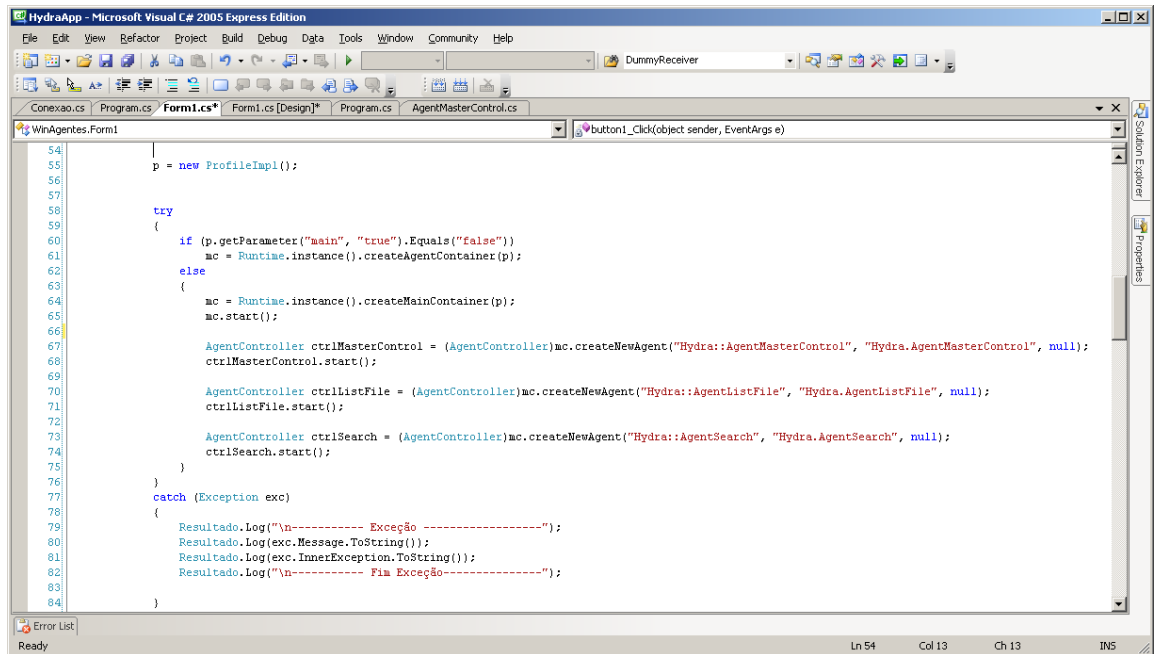 HydraApp - Microsoft Visual C# 2005 Express Edition
File Edit View Refactor Project Build Debug Data Tools Window Community Help
DummyReceiver
Conexao.cs Program.cs Form1.cs* Form1.cs [Design]* Program.cs AgentMasterControl.cs
WinAgentes.Form1 button1_Click(object sender, EventArgs e)
Solution Explorer
Properties
54
55 p = new ProfileImpl();
56
57
58 try
59 {
60 if (p.getParameter("main", "true").Equals("false"))
61 mc = Runtime.instance().createAgentContainer(p);
62 else
63 {
64 mc = Runtime.instance().createMainContainer(p);
65 mc.start();
66
67 AgentController ctrlMasterControl = (AgentController)mc.createNewAgent("Hydra::AgentMasterControl", "Hydra.AgentMasterControl", null);
68 ctrlMasterControl.start();
69
70 AgentController ctrlListFile = (AgentController)mc.createNewAgent("Hydra::AgentListFile", "Hydra.AgentListFile", null);
71 ctrlListFile.start();
72
73 AgentController ctrlSearch = (AgentController)mc.createNewAgent("Hydra::AgentSearch", "Hydra.AgentSearch", null);
74 ctrlSearch.start();
75 }
76 }
77 catch (Exception exc)
78 {
79 Resultado.Log("\n----------- Exceção ------------------");
80 Resultado.Log(exc.Message.ToString());
81 Resultado.Log(exc.InnerException.ToString());
82 Resultado.Log("\n----------- Fim Exceção---------------");
83
84 }
Error List
Ready Ln 54 Col 13 Ch 13 INS